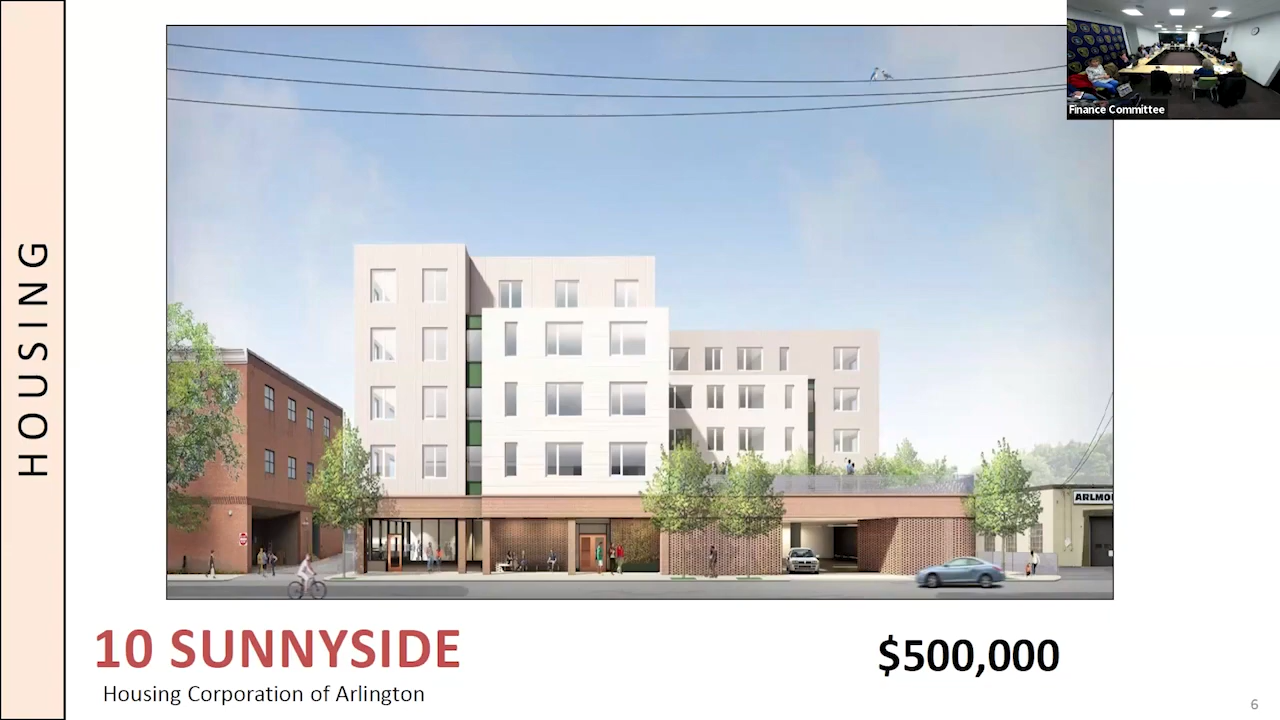 Finance Committee
HOUSING
ARLMO
10 SUNNYSIDE
$500,000
Housing Corporation of Arlington
6